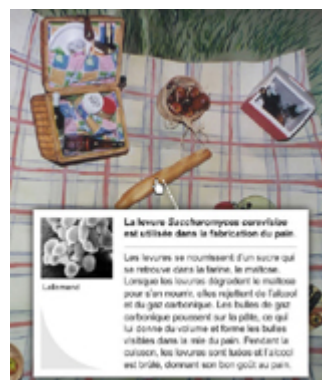 La levure Saccharomyces cerevisiae
est utilisée dans la fabrication du pain.
Lallemand
Les levures se nourrissent d'un sucre qui
se retrouve dans la farine, le maltose.
Lorsque les levures dégradent le maltose
pour s'en nourrir, elles rejettent de l'alcool
et du gaz carbonique. Les bulles de gaz
carbonique poussent sur la pâte, ce qui
lui donne du volume et forme les bulles
visibles dans la mie du pain. Pendant la
cuisson, les levures sont tuées et l'alcool
est brûlé, donnant son bon goût au pain.